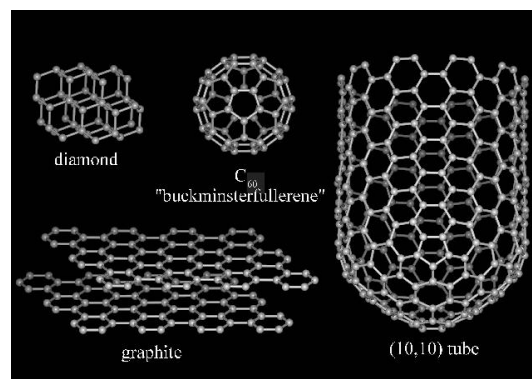 diamond
C60
"buckminsterfullerene"
graphite
(10,10) tube